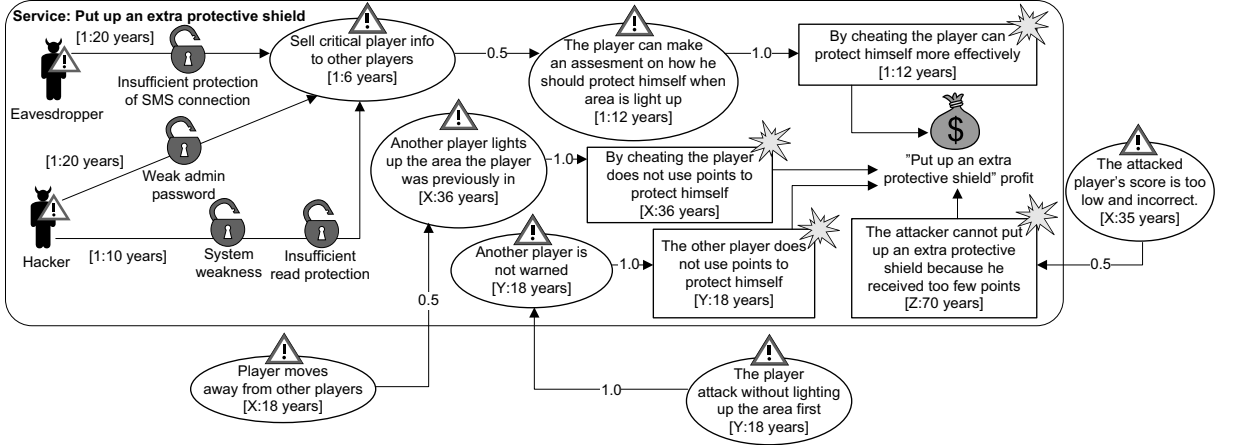 Service: Put up an extra protective shield
[1:20 years]
Eavesdropper
Insufficient protection
of SMS connection
Sell critical player info
to other players
[1:6 years]
0.5
The player can make
an assesment on how he
should protect himself when
area is light up
[1:12 years]
1.0
By cheating the player can
protect himself more effectively
[1:12 years]
$
"Put up an extra
protective shield" profit
[1:20 years]
Weak admin
password
Hacker
[1:10 years]
System
weakness
Insufficient
read protection
Another player lights
up the area the player
was previously in
[X:36 years]
1.0
By cheating the player
does not use points to
protect himself
[X:36 years]
Another player is
not warned
[Y:18 years]
1.0
The other player does
not use points to
protect himself
[Y:18 years]
The attacker cannot put
up an extra protective
shield because he
received too few points
[Z:70 years]
The attacked
player's score is too
low and incorrect.
[X:35 years]
0.5
0.5
Player moves
away from other players
[X:18 years]
1.0
The player
attack without lighting
up the area first
[Y:18 years]